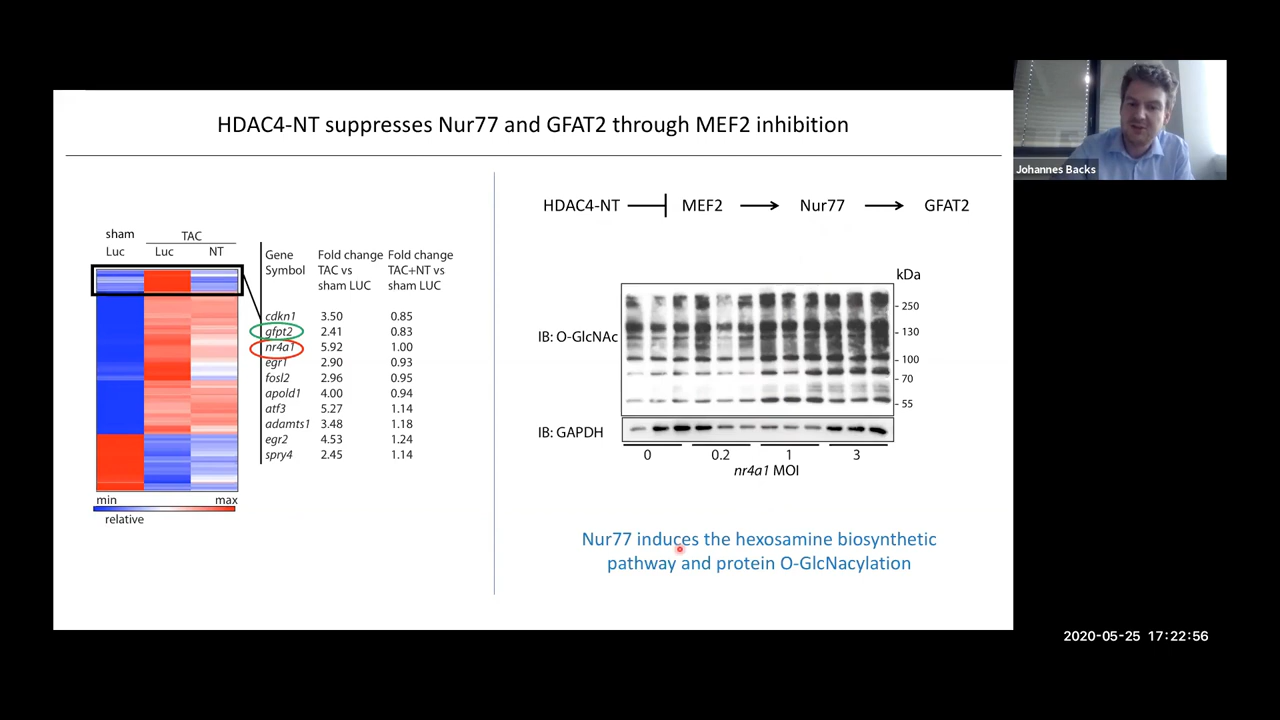 HDAC4-NT suppresses Nur77 and GFAT2 through MEF2 inhibition
Johannes Backs
sham TAC
Luc Luc NT
Gene Symbol Fold change TAC vs sham LUC Fold change TAC+NT vs sham LUC
cdkn1 3.50 0.85
gfpt2 2.41 0.83
nr4a1 5.92 1.00
egr1 2.90 0.93
fosl2 2.96 0.95
apold1 4.00 0.94
atf3 5.27 1.14
adamts1 3.48 1.18
egr2 4.53 1.24
spry4 2.45 1.14
min max
relative
HDAC4-NT MEF2 Nur77 GFAT2
kDa
IB: O-GlcNAc
250
130
100
70
55
IB: GAPDH
0 0.2 1 3
nr4a1 MOI
Nur77 induces the hexosamine biosynthetic
pathway and protein O-GlcNacylation
2020-05-25 17:22:56